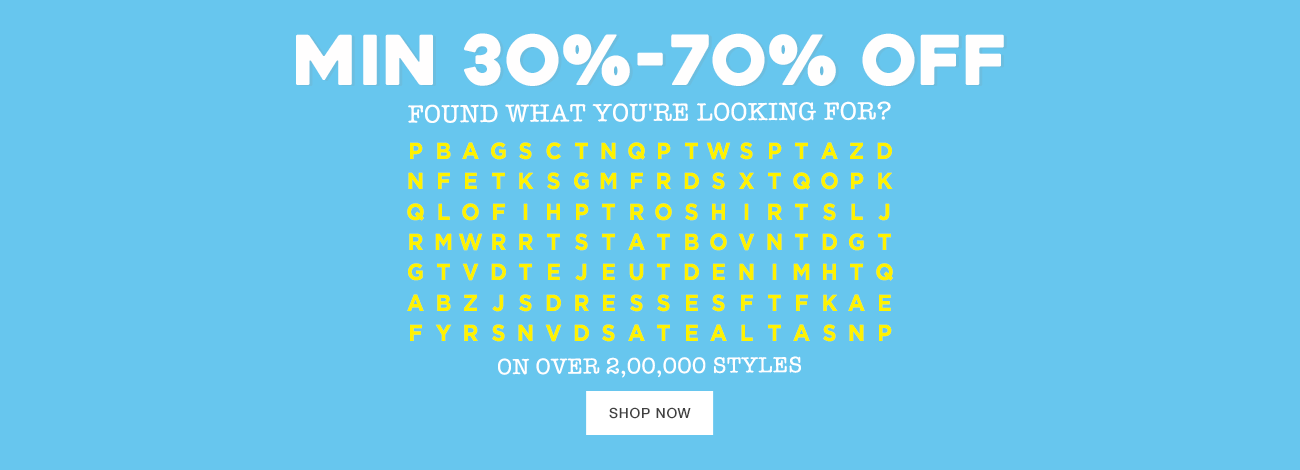 MIN 30%-70% OFF
FOUND WHAT YOU'RE LOOKING FOR?
P B A G S C T N Q P T W S P T A Z D
N F E T K S G M F R D S X T Q O P K
Q L O F I H P T R O S H I R T S L J
R M W R R T S T A T B O V N T D G T
G T V D T E J E U T D E N I M H T Q
A B Z J S D R E S S E S F T F K A E
F Y R S N V D S A T E A L T A S N P
ON OVER 2,00,000 STYLES
SHOP NOW